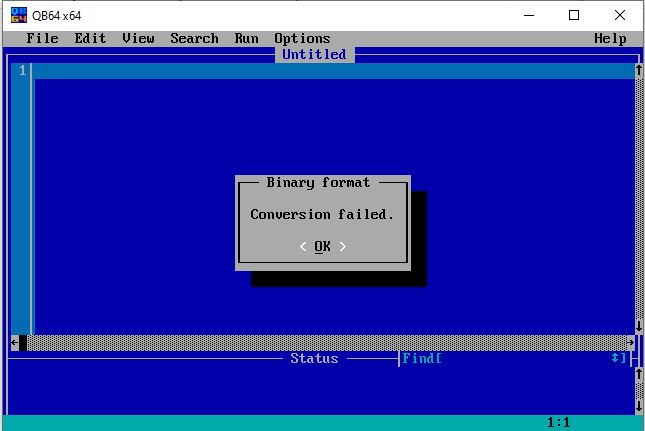 QB64 x64
File Edit View Search Run Options Help
Untitled
1
Binary format
Conversion failed.
< OK >
Status Find[ ]
1:1